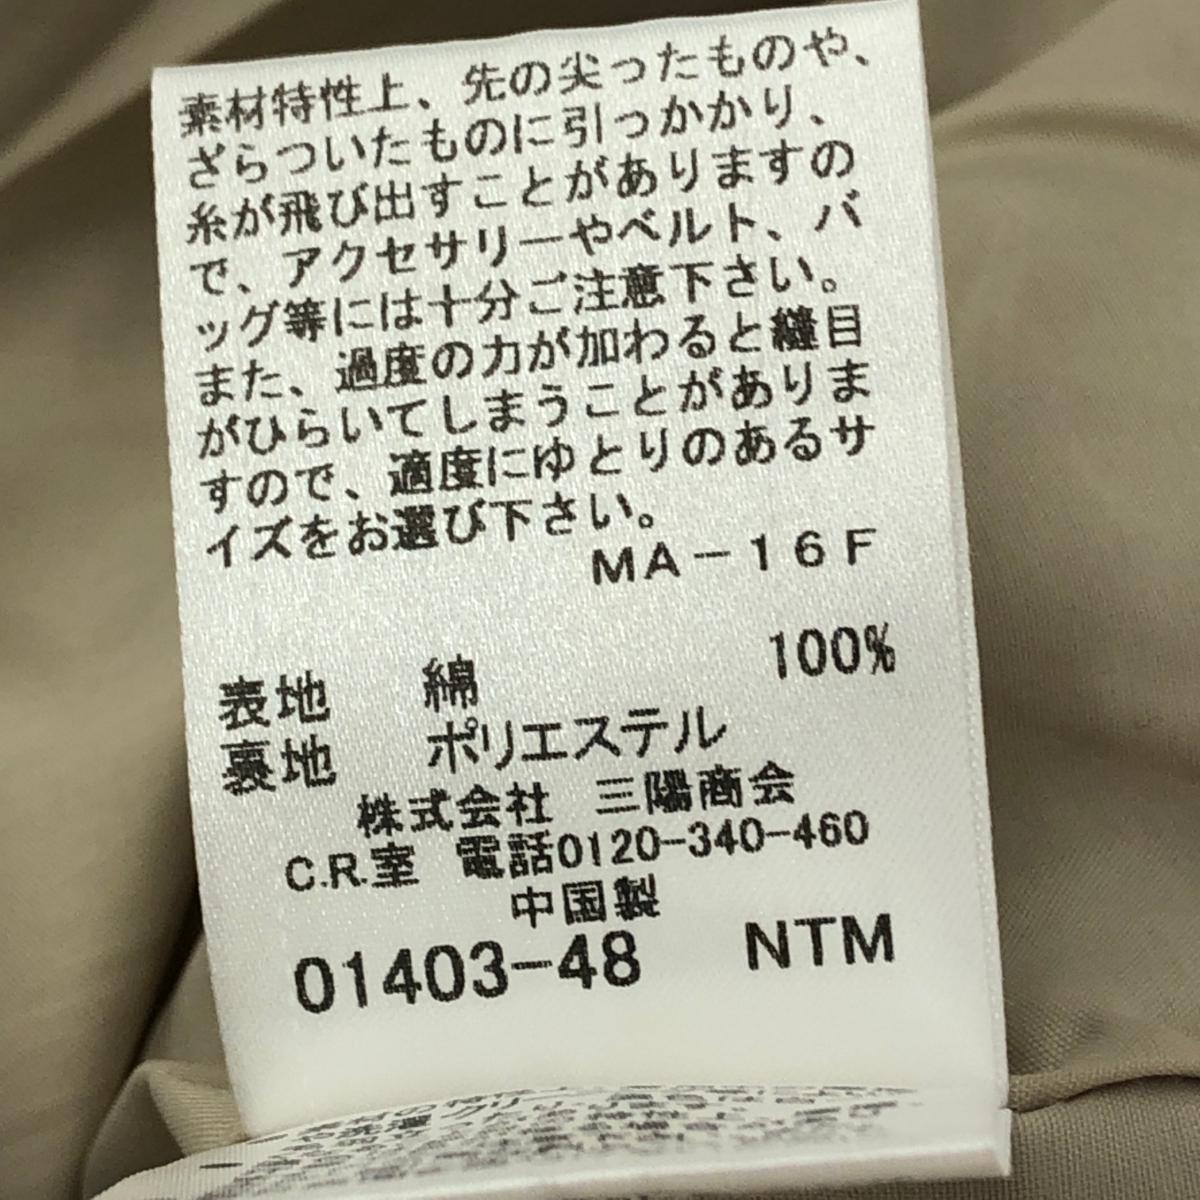 素材特性上、先の尖ったものや、
ざらついたものに引っかかり、
糸が飛び出すことがありますの
で、アクセサリーやベルト、バ
ッグ等には十分ご注意下さい。
また、過度の力が加わると縫目
がひらいてしまうことがありま
すので、適度にゆとりのあるサ
イズをお選び下さい。
MA-16F
表地 綿 100%
裏地 ポリエステル
株式会社 三陽商会
C.R.室 電話0120-340-460
中国製
01403-48 NTM